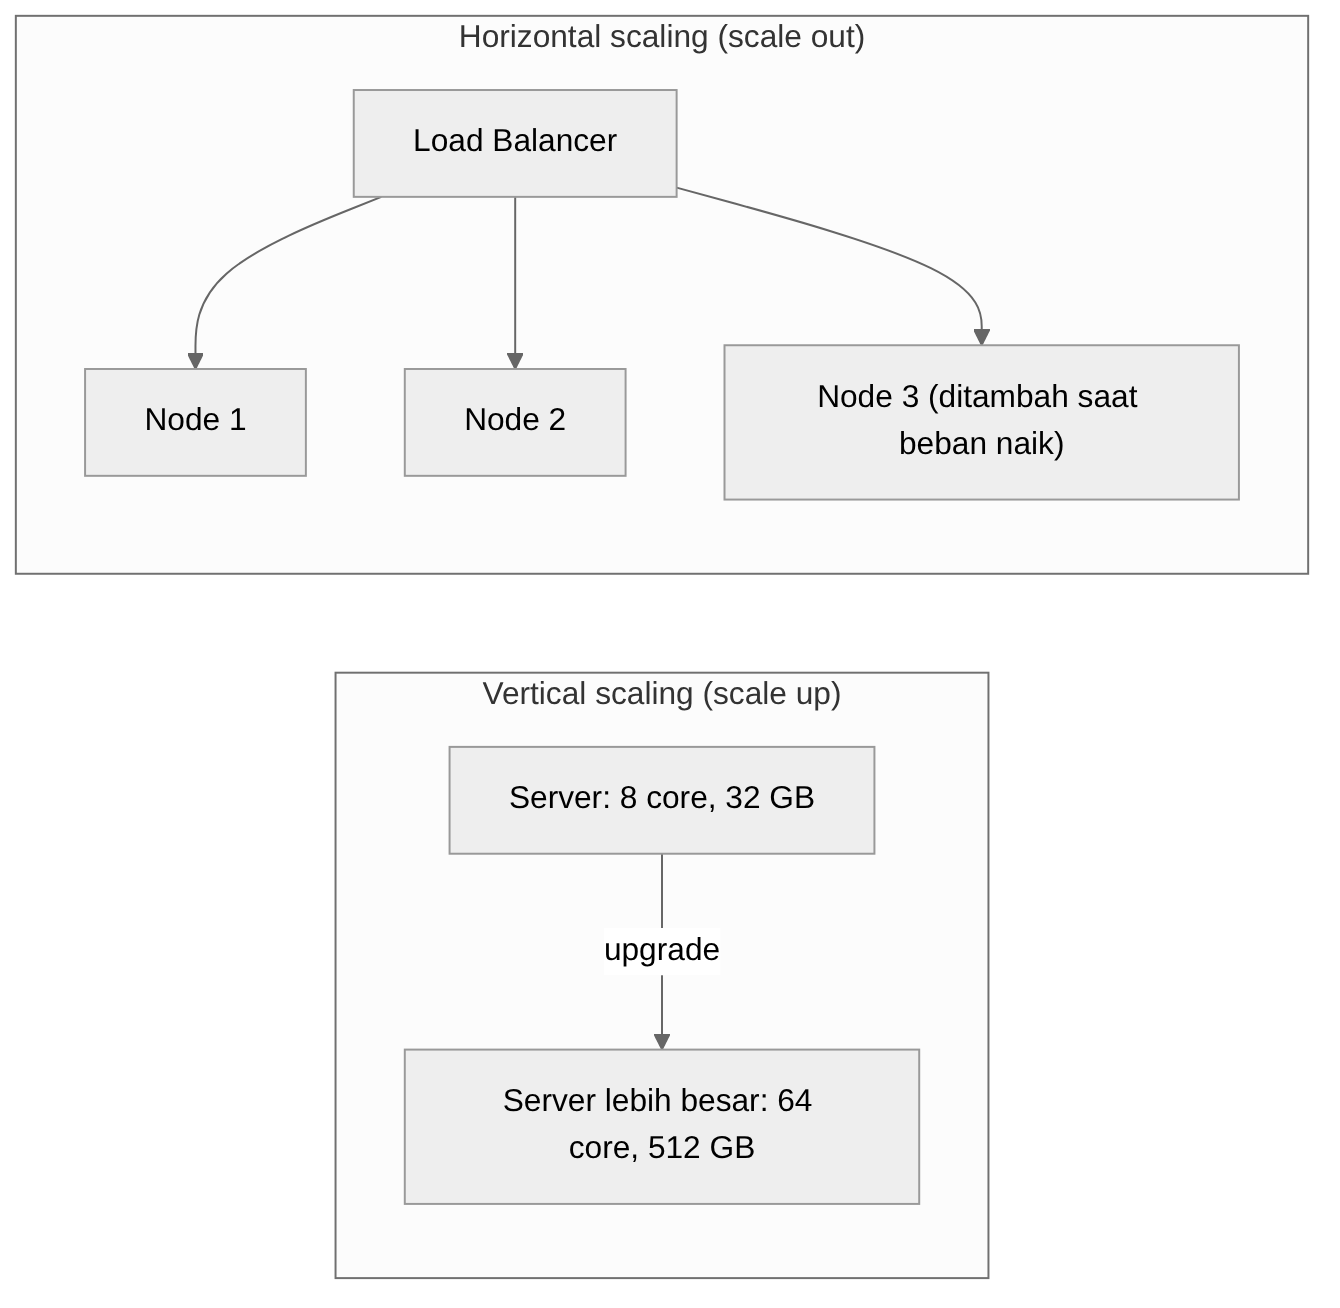 Horizontal scaling (scale out)
Load Balancer
Node 1
Node 2
Node 3 (ditambah saat
beban naik)
Vertical scaling (scale up)
Server: 8 core, 32 GB
upgrade
Server lebih besar: 64
core, 512 GB